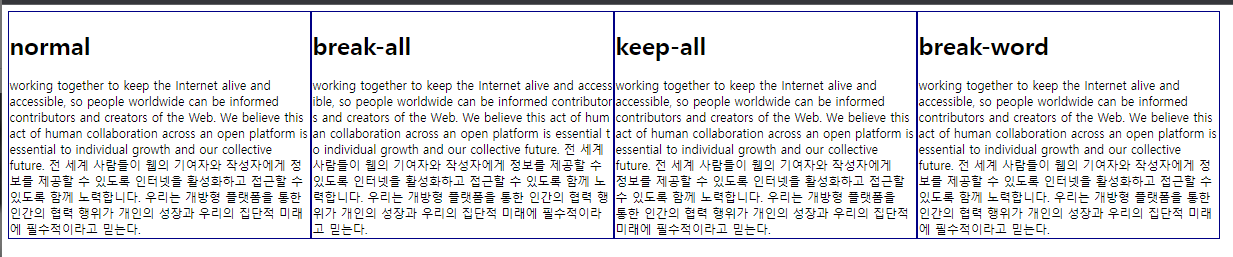 normal
working together to keep the Internet alive and
accessible, so people worldwide can be informed
contributors and creators of the Web. We believe this
act of human collaboration across an open platform is
essential to individual growth and our collective
future. 전 세계 사람들이 웹의 기여자와 작성자에게 정
보를 제공할 수 있도록 인터넷을 활성화하고 접근할 수
있도록 함께 노력합니다. 우리는 개방형 플랫폼을 통한
인간의 협력 행위가 개인의 성장과 우리의 집단적 미래
에 필수적이라고 믿는다.
break-all
working together to keep the Internet alive and access
ible, so people worldwide can be informed contributor
s and creators of the Web. We believe this act of hum
an collaboration across an open platform is essential t
o individual growth and our collective future. 전 세계
사람들이 웹의 기여자와 작성자에게 정보를 제공할 수
있도록 인터넷을 활성화하고 접근할 수 있도록 함께 노
력합니다. 우리는 개방형 플랫폼을 통한 인간의 협력 행
위가 개인의 성장과 우리의 집단적 미래에 필수적이라
고 믿는다.
keep-all
working together to keep the Internet alive and
accessible, so people worldwide can be informed
contributors and creators of the Web. We believe this
act of human collaboration across an open platform is
essential to individual growth and our collective
future. 전 세계 사람들이 웹의 기여자와 작성자에게
정보를 제공할 수 있도록 인터넷을 활성화하고 접근할
수 있도록 함께 노력합니다. 우리는 개방형 플랫폼을
통한 인간의 협력 행위가 개인의 성장과 우리의 집단적
미래에 필수적이라고 믿는다.
break-word
working together to keep the Internet alive and
accessible, so people worldwide can be informed
contributors and creators of the Web. We believe this
act of human collaboration across an open platform is
essential to individual growth and our collective
future. 전 세계 사람들이 웹의 기여자와 작성자에게 정
보를 제공할 수 있도록 인터넷을 활성화하고 접근할 수
있도록 함께 노력합니다. 우리는 개방형 플랫폼을 통한
인간의 협력 행위가 개인의 성장과 우리의 집단적 미래
에 필수적이라고 믿는다.